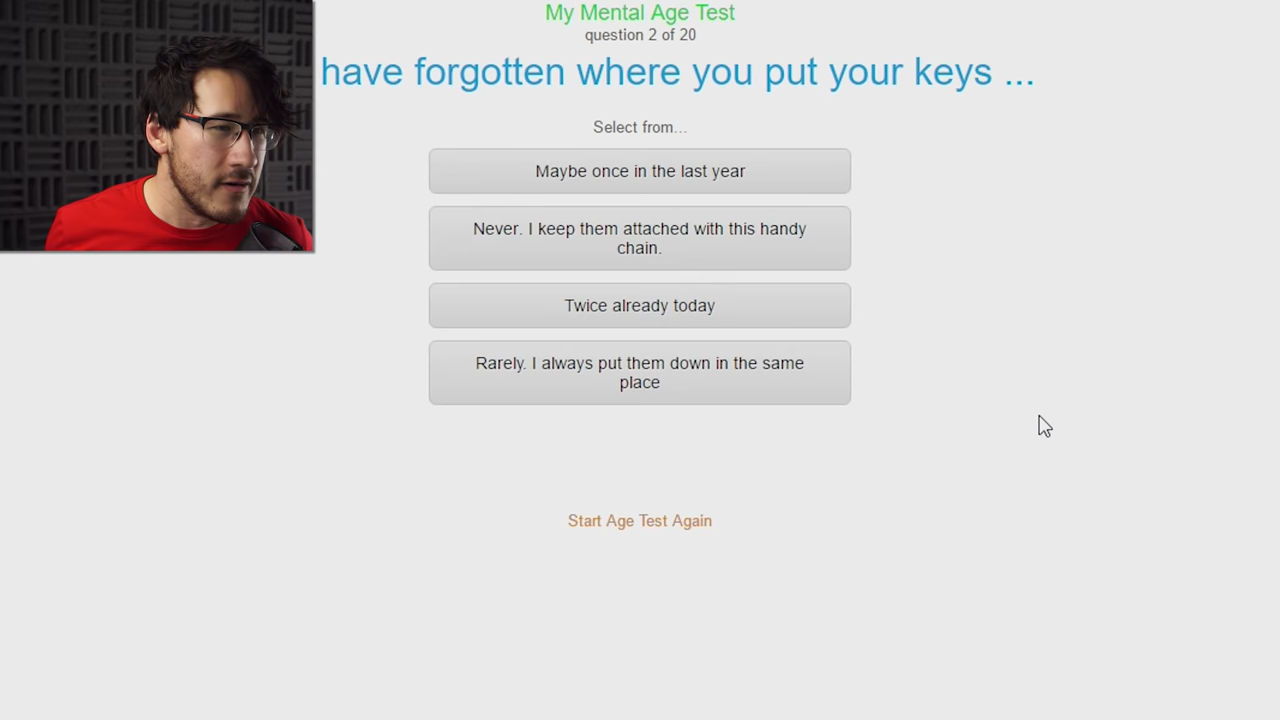 My Mental Age Test
question 2 of 20
have forgotten where you put your keys ...
Select from...
Maybe once in the last year
Never. I keep them attached with this handy
chain.
Twice already today
Rarely. I always put them down in the same
place
Start Age Test Again